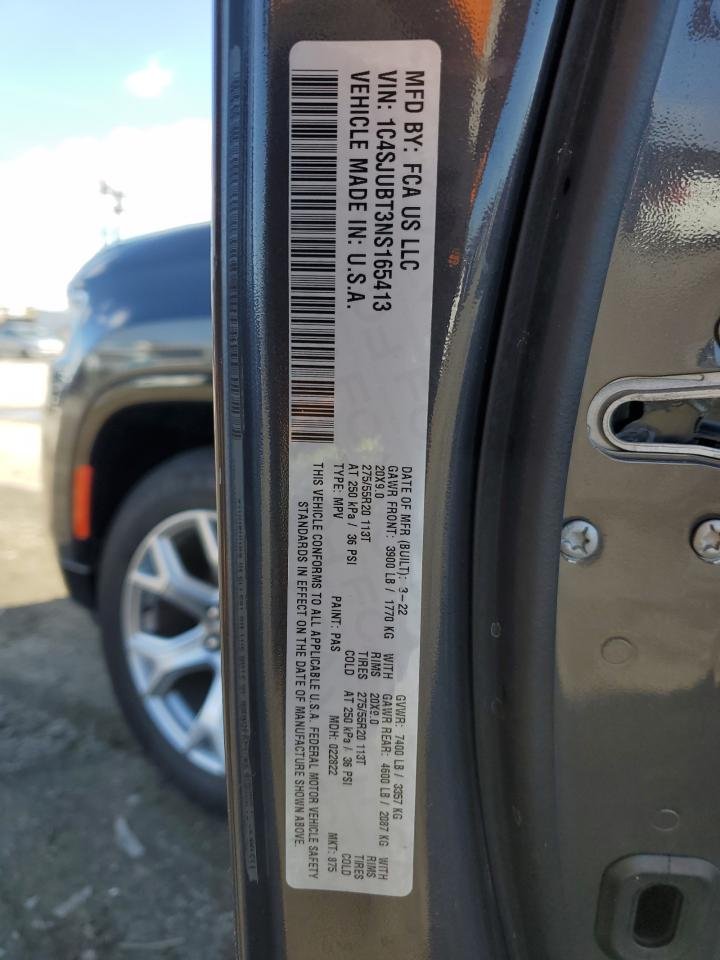 MFD BY: FCA US LLC
VIN: 1C4SJUBT3NS165413
VEHICLE MADE IN: U.S.A.
DATE OF MFR (BUILT): 3-22 GVWR: 7400 LB / 3357 KG
GAWR FRONT: 3900 LB / 1770 KG WITH GAWR REAR: 4600 LB / 2087 KG WITH
20X9.0 RIMS 20X9.0 RIMS
275/55R20 113T TIRES 275/55R20 113T TIRES
AT 250 kPa / 36 PSI COLD AT 250 kPa / 36 PSI COLD
TYPE: MPV PAINT: PAS MDH: 022822 MKT: 875
THIS VEHICLE CONFORMS TO ALL APPLICABLE U.S.A. FEDERAL MOTOR VEHICLE SAFETY
STANDARDS IN EFFECT ON THE DATE OF MANUFACTURE SHOWN ABOVE.